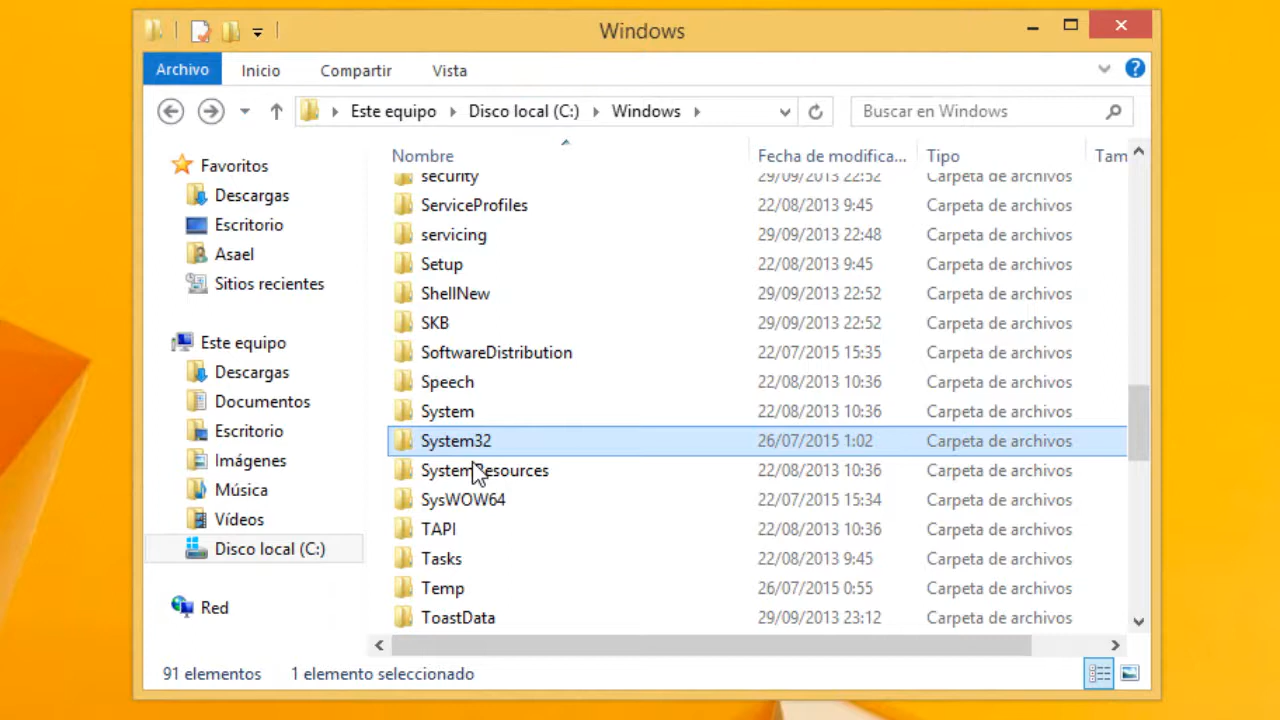 Windows
Archivo Inicio Compartir Vista
Este equipo Disco local (C:) Windows Buscar en Windows
Nombre Fecha de modifica... Tipo Tam
Favoritos
Descargas
Escritorio
Asael
Sitios recientes
Este equipo
Descargas
Documentos
Escritorio
Imágenes
Música
Vídeos
Disco local (C:)
Red
security 29/09/2013 22:52 Carpeta de archivos
ServiceProfiles 22/08/2013 9:45 Carpeta de archivos
servicing 29/09/2013 22:48 Carpeta de archivos
Setup 22/08/2013 9:45 Carpeta de archivos
ShellNew 29/09/2013 22:52 Carpeta de archivos
SKB 29/09/2013 22:52 Carpeta de archivos
SoftwareDistribution 22/07/2015 15:35 Carpeta de archivos
Speech 22/08/2013 10:36 Carpeta de archivos
System 22/08/2013 10:36 Carpeta de archivos
System32 26/07/2015 1:02 Carpeta de archivos
SystemResources 22/08/2013 10:36 Carpeta de archivos
SysWOW64 22/07/2015 15:34 Carpeta de archivos
TAPI 22/08/2013 10:36 Carpeta de archivos
Tasks 22/08/2013 9:45 Carpeta de archivos
Temp 26/07/2015 0:55 Carpeta de archivos
ToastData 29/09/2013 23:12 Carpeta de archivos
91 elementos 1 elemento seleccionado